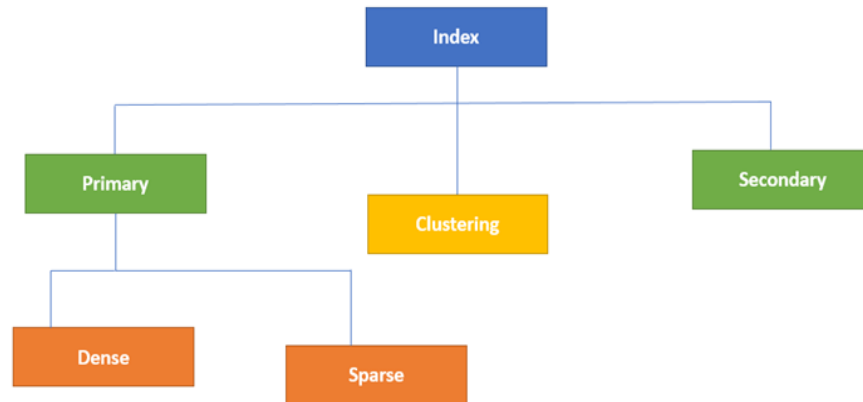 Index
Primary
Clustering
Secondary
Dense
Sparse